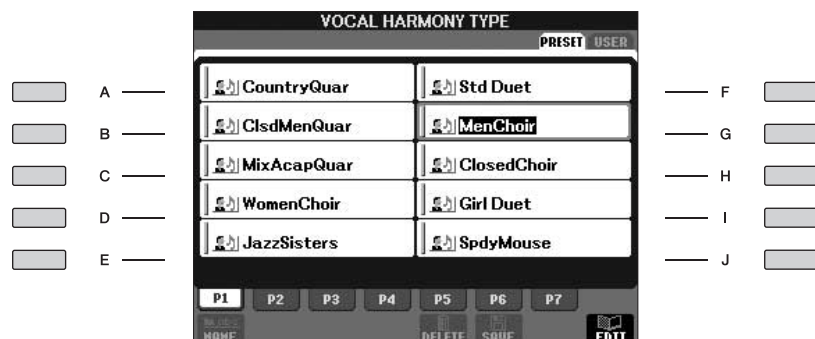 VOCAL HARMONY TYPE
PRESET USER
A CountryQuar Std Duet F
B ClsdMenQuar MenChoir G
C MixAcapQuar ClosedChoir H
D WomenChoir Girl Duet I
E JazzSisters SpdyMouse J
P1 P2 P3 P4 P5 P6 P7
NAME DELETE SAVE EDIT